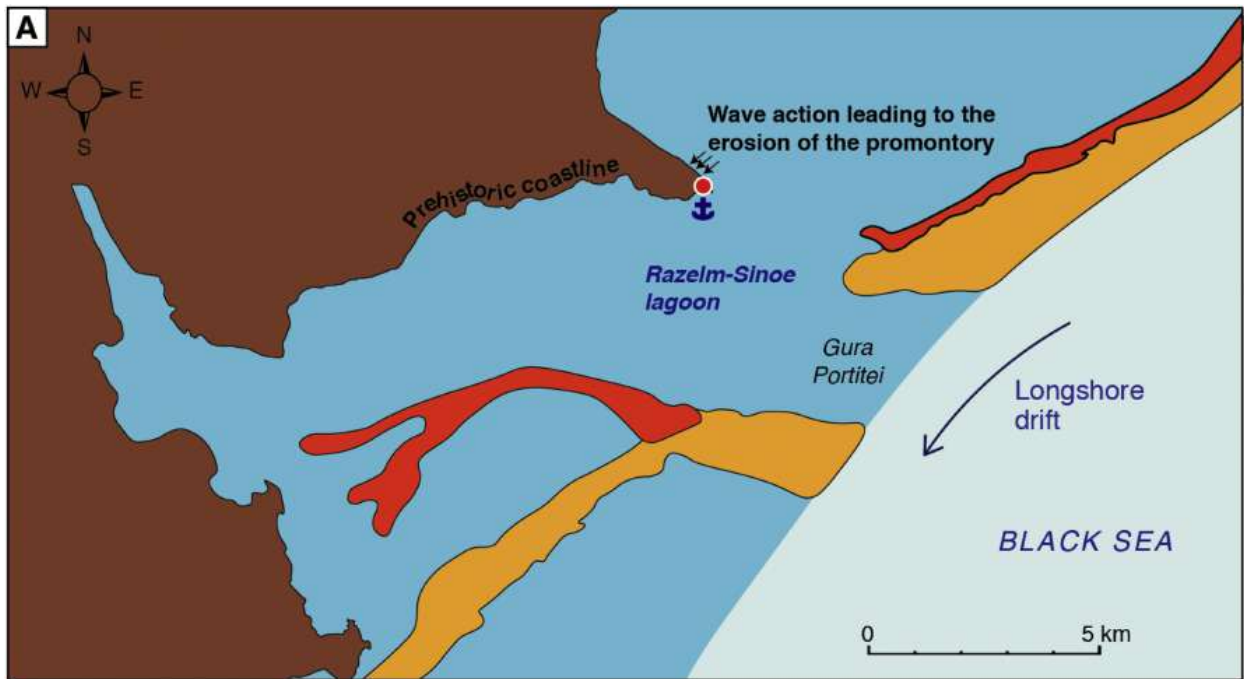 A
N
W E
S
Wave action leading to the
erosion of the promontory
Prehistoric coastline
Razelm-Sinoe
lagoon
Gura
Portitei
Longshore
drift
BLACK SEA
0 5 km